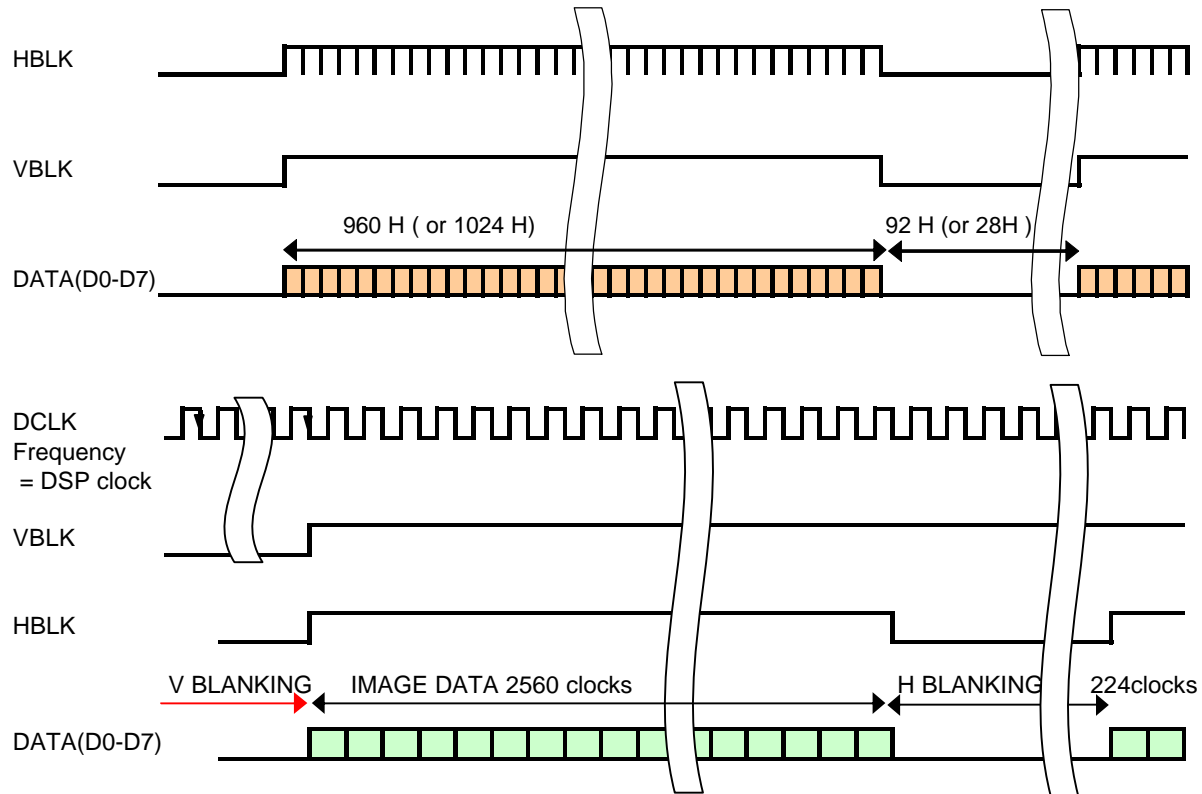 HBLK
VBLK
960 H ( or 1024 H)
92 H (or 28H )
DATA(D0-D7)
DCLK
Frequency
= DSP clock
VBLK
HBLK
V BLANKING
IMAGE DATA 2560 clocks
H BLANKING
224clocks
DATA(D0-D7)